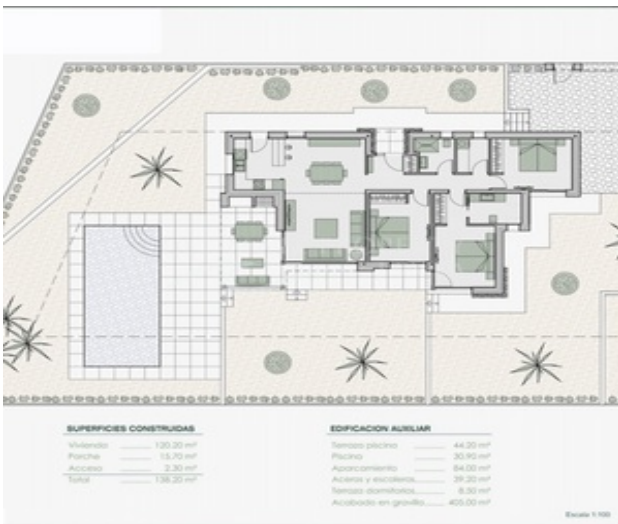 SUPERFICIES CONSTRUIDAS
Vivienda 120.20 m²
Porche 15.70 m²
Acceso 2.30 m²
Total 138.20 m²
EDIFICACION AUXILIAR
Terraza piscina 44.20 m²
Piscina 30.90 m²
Aparcamiento 84.00 m²
Aceras y escaleras 39.20 m²
Terraza dormitorios 8.50 m²
Acabado en gravilla 405.00 m²
Escala 1:100